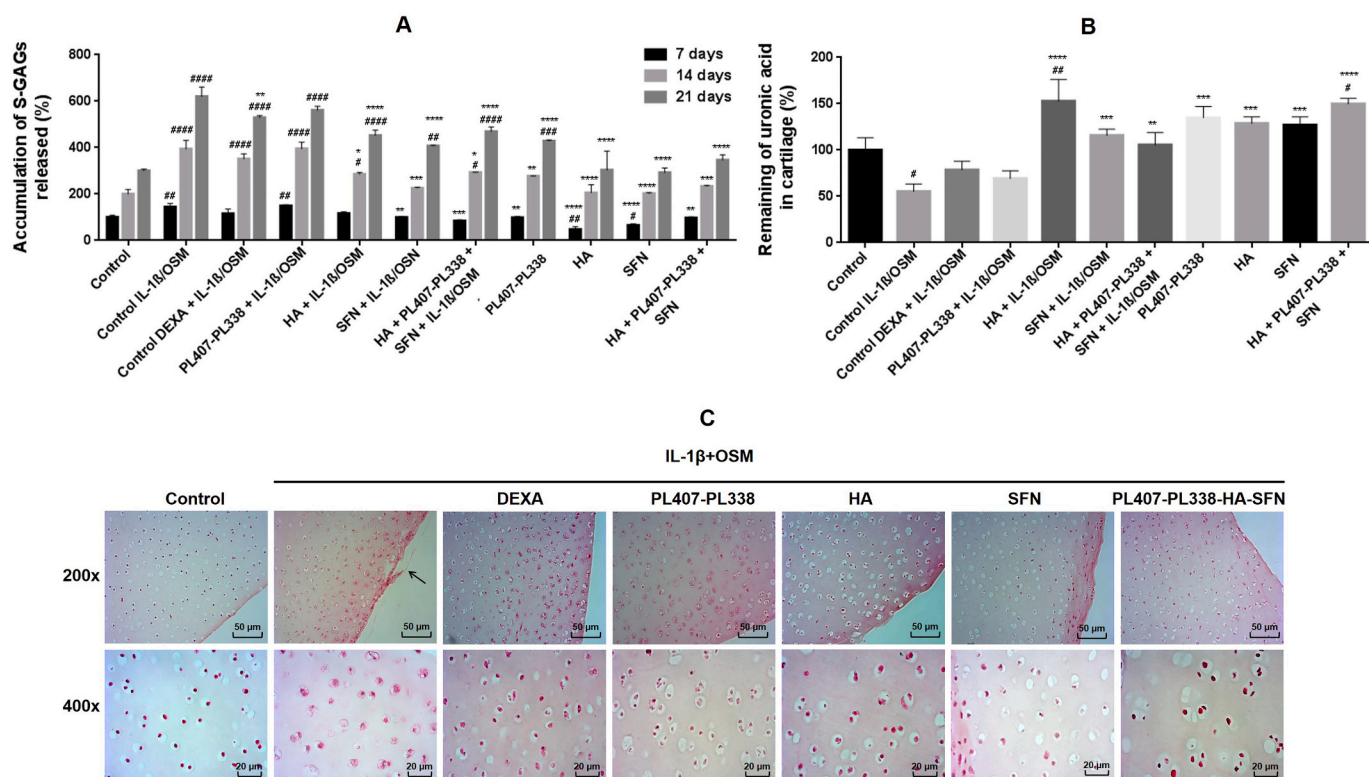 A
Accumulation of S-GAGs
released (%)
800
600
400
200
0
7 days
14 days
21 days
##
####
####
####
**
####
##
####
####
*
#
****
####
**
***
****
##
***
*
#
****
####
**
**
****
###
****
##
****
****
****
#
****
****
**
***
****
Control
Control IL-1ß/OSM
Control DEXA + IL-1ß/OSM
PL407-PL338 + IL-1ß/OSM
HA + IL-1ß/OSM
SFN + IL-1ß/OSN
HA + PL407-PL338 +
SFN + IL-1ß/OSM
PL407-PL338
HA
SFN
HA + PL407-PL338 +
SFN
B
Remaining of uronic acid
in cartilage (%)
200
150
100
50
0
#
****
##
***
**
***
***
***
****
#
Control
Control IL-1ß/OSM
Control DEXA + IL-1ß/OSM
PL407-PL338 + IL-1ß/OSM
HA + IL-1ß/OSM
SFN + IL-1ß/OSM
HA + PL407-PL338 +
SFN + IL-1ß/OSM
PL407-PL338
HA
SFN
HA + PL407-PL338 +
SFN
C
IL-1β+OSM
Control DEXA PL407-PL338 HA SFN PL407-PL338-HA-SFN
200x
50 µm 50 µm 50 µm 50 µm 50 µm 50 µm 50 µm
400x
20 µm 20 µm 20 µm 20 µm 20 µm 20 µm 20 µm